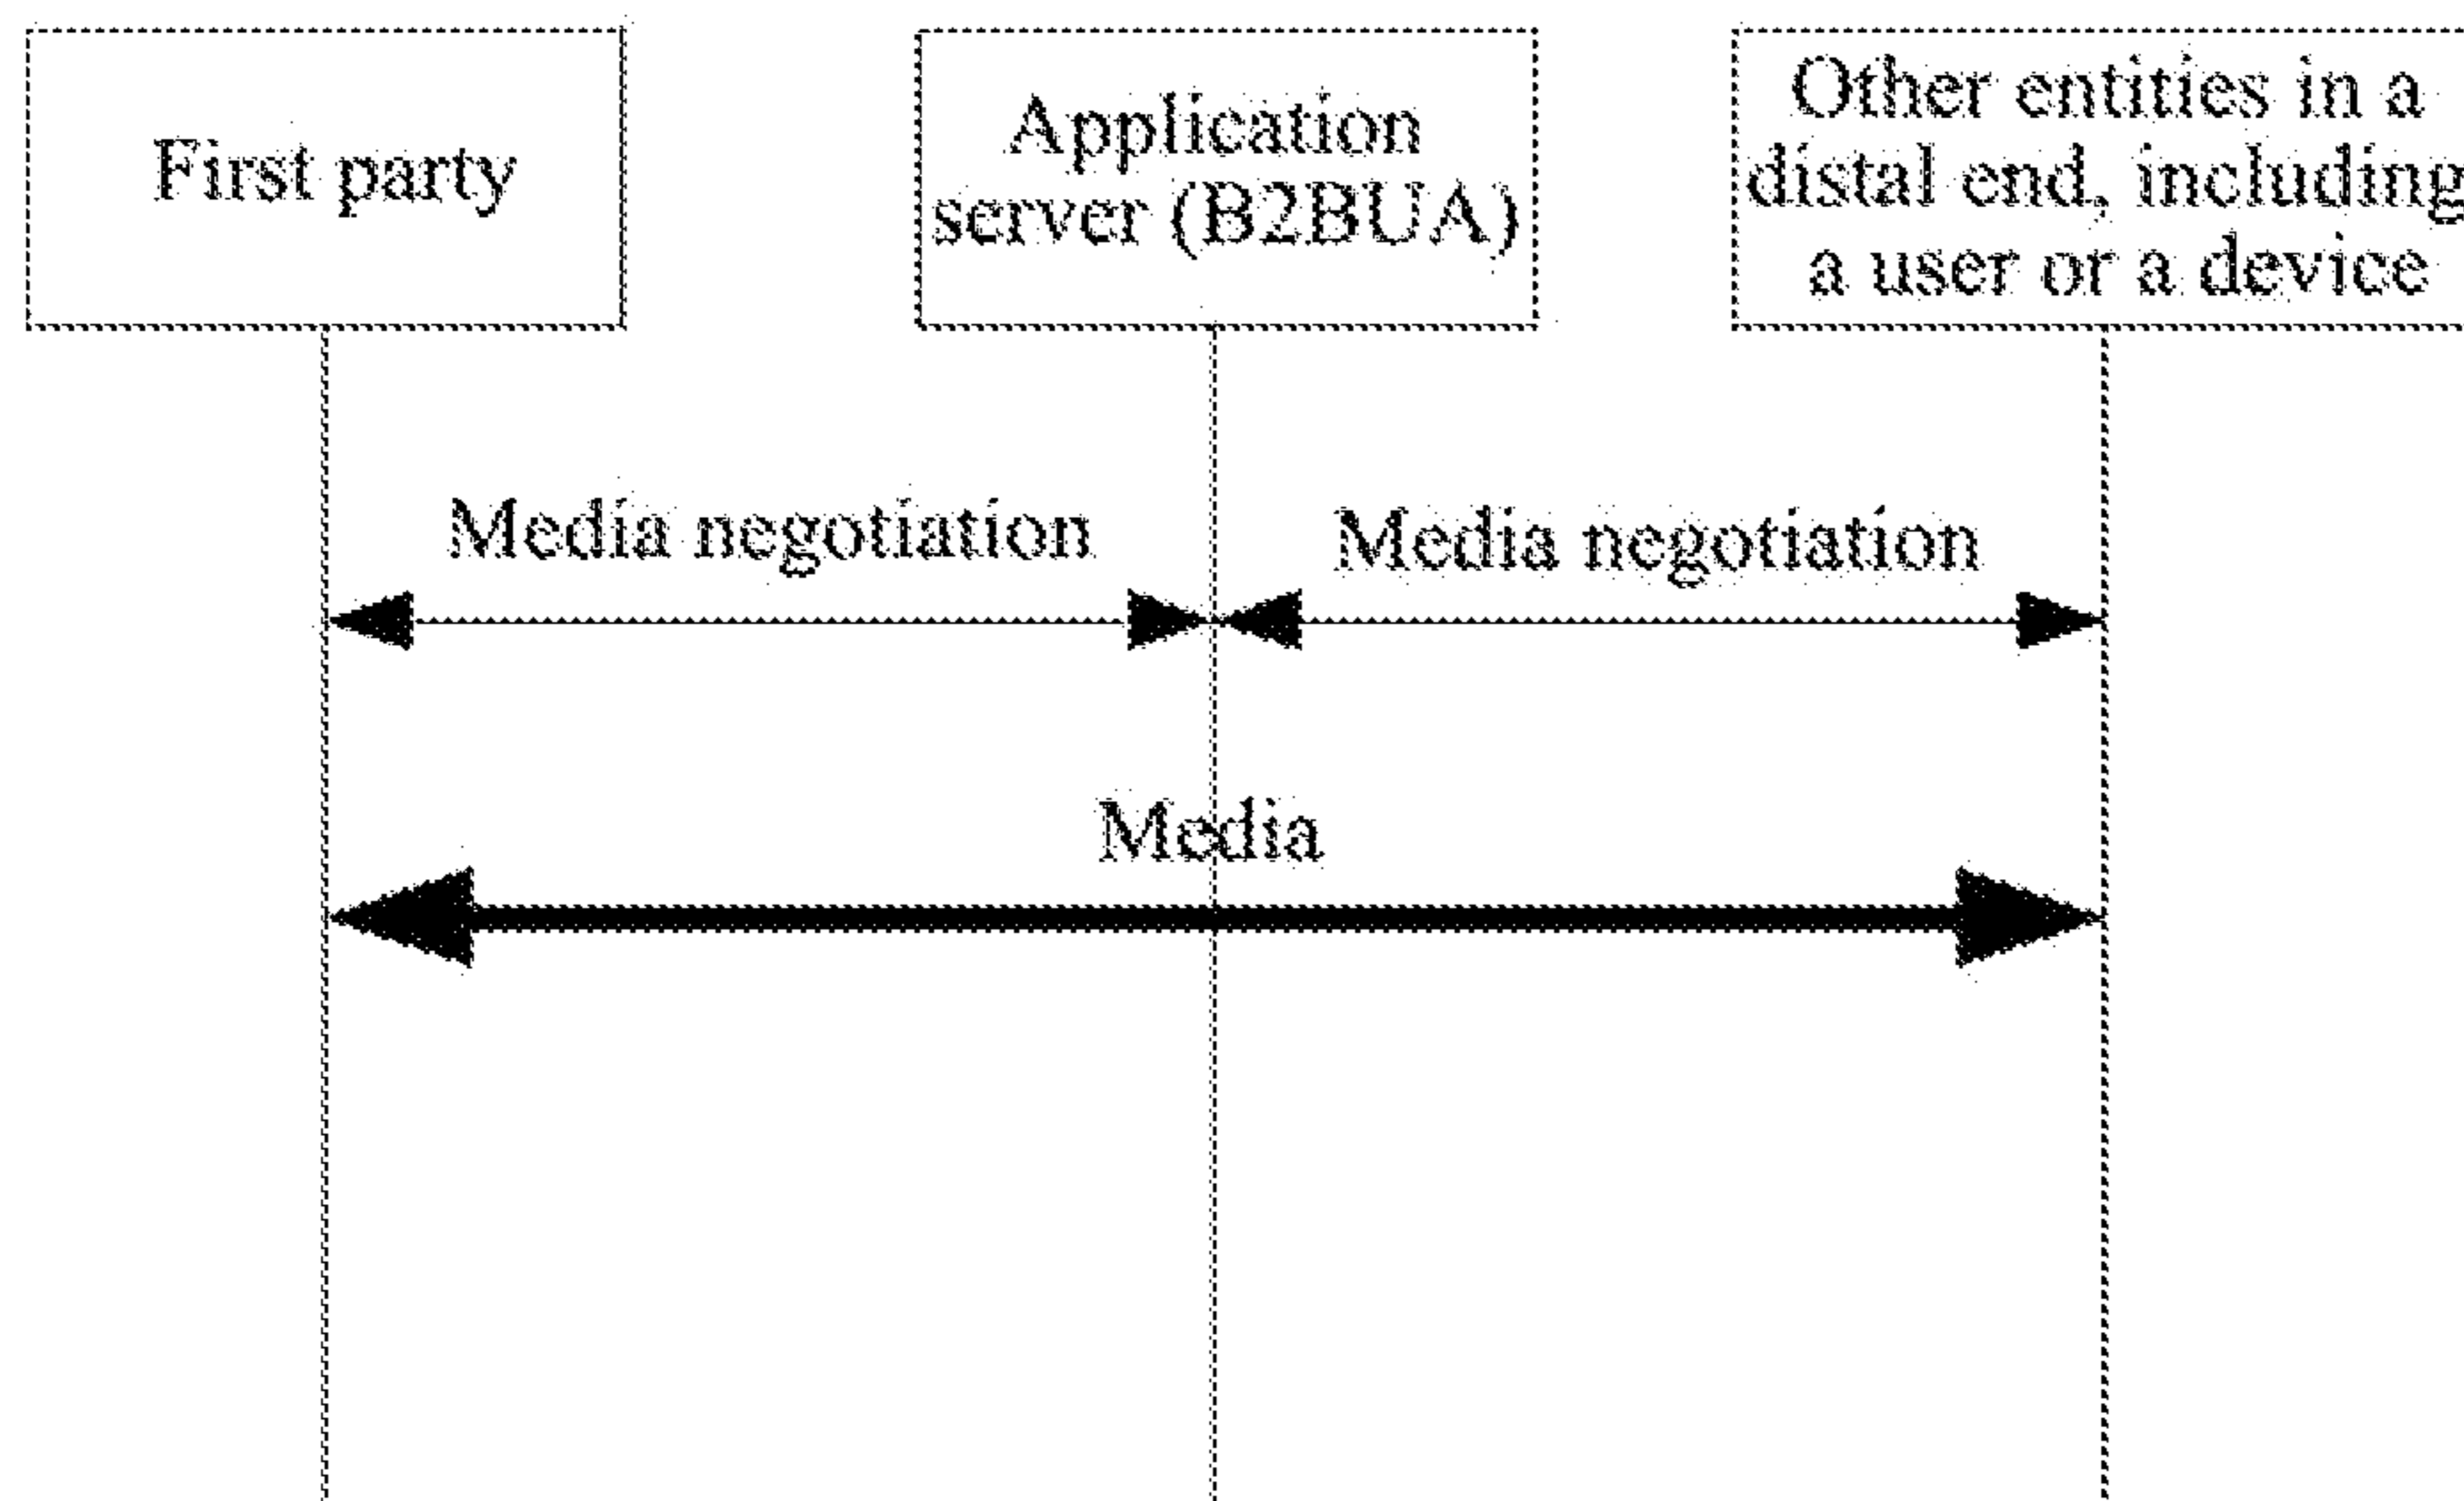 First party
Application
server (B2BUA)
Other entities in a
distal end, including
a user or a device
Media negotiation
Media negotiation
Media